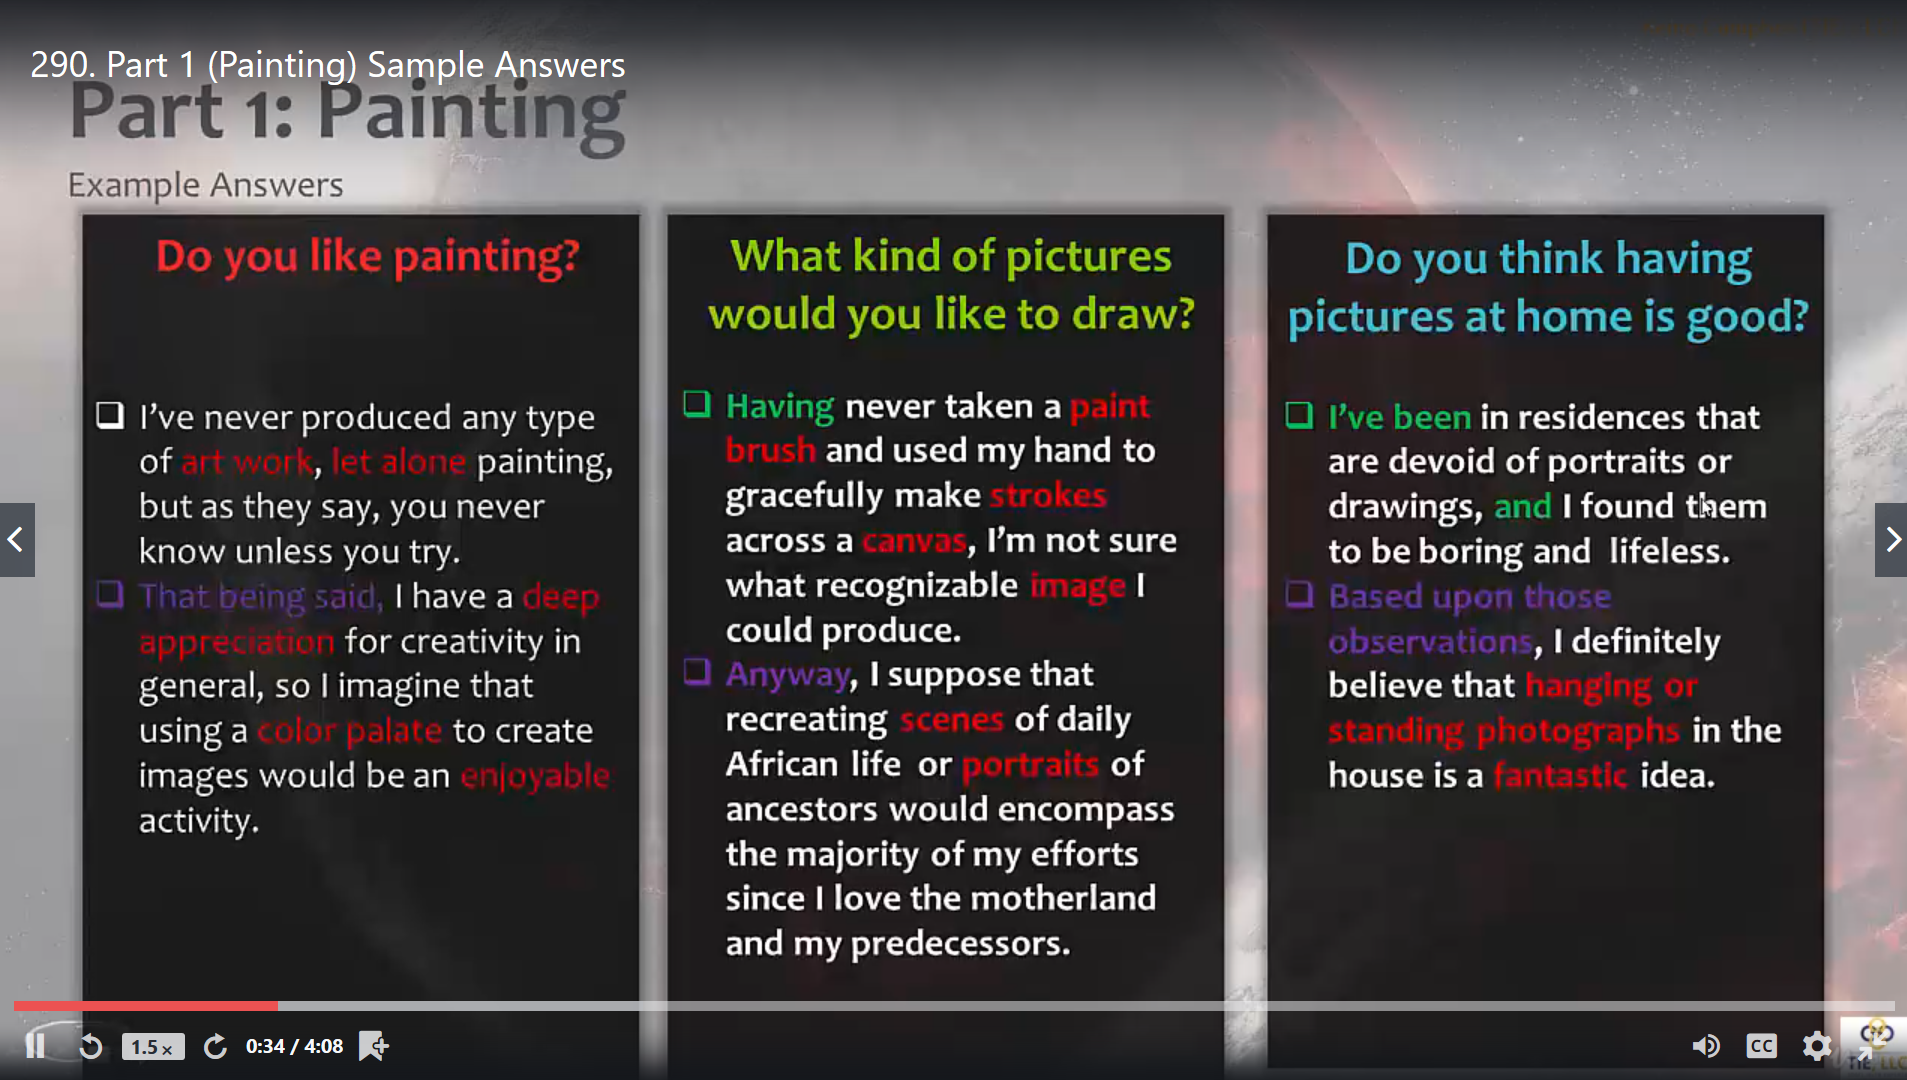 290. Part 1 (Painting) Sample Answers
Part 1: Painting
Example Answers
Do you like painting?
I've never produced any type
of art work, let alone painting,
but as they say, you never
know unless you try.
That being said, I have a deep
appreciation for creativity in
general, so I imagine that
using a color palate to create
images would be an enjoyable
activity.
What kind of pictures
would you like to draw?
Having never taken a paint
brush and used my hand to
gracefully make strokes
across a canvas, I'm not sure
what recognizable image I
could produce.
Anyway, I suppose that
recreating scenes of daily
African life or portraits of
ancestors would encompass
the majority of my efforts
since I love the motherland
and my predecessors.
Do you think having
pictures at home is good?
I've been in residences that
are devoid of portraits or
drawings, and I found them
to be boring and lifeless.
Based upon those
observations, I definitely
believe that hanging or
standing photographs in the
house is a fantastic idea.
1.5x
0:34 / 4:08
CC
TIE, LLC